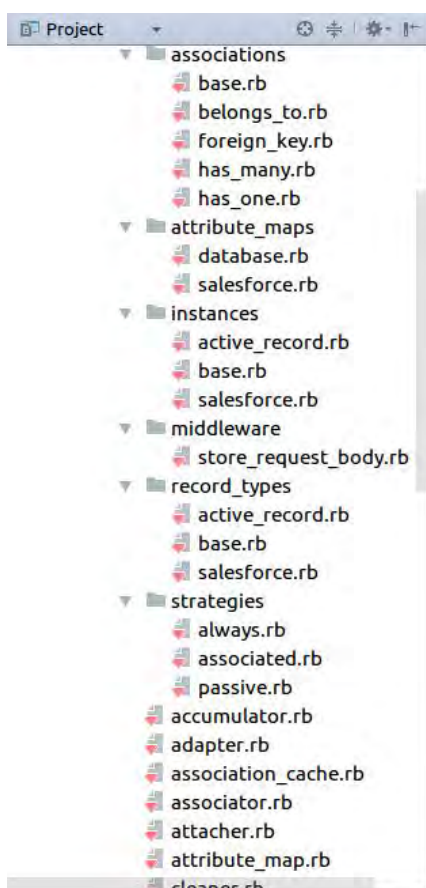 Project
associations
base.rb
belongs_to.rb
foreign_key.rb
has_many.rb
has_one.rb
attribute_maps
database.rb
salesforce.rb
instances
active_record.rb
base.rb
salesforce.rb
middleware
store_request_body.rb
record_types
active_record.rb
base.rb
salesforce.rb
strategies
always.rb
associated.rb
passive.rb
accumulator.rb
adapter.rb
association_cache.rb
associator.rb
attacher.rb
attribute_map.rb